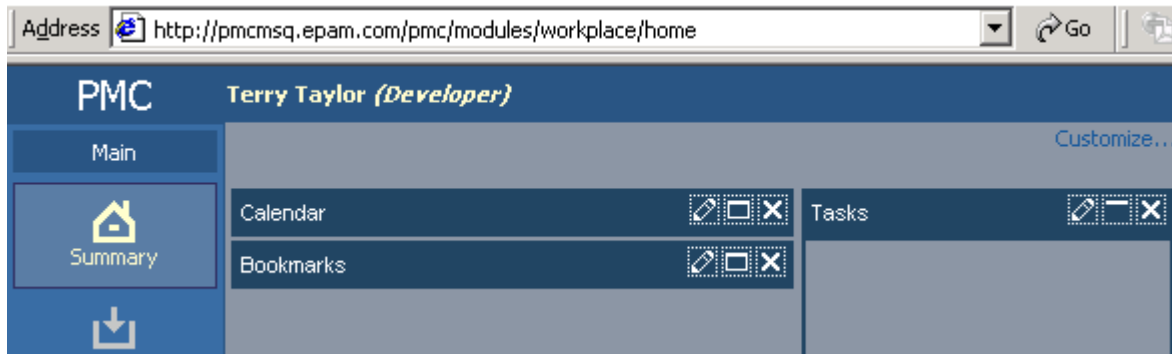 Address http://pmcmsq.epam.com/pmc/modules/workplace/home Go
PMC Terry Taylor (Developer)
Main
Customize...
Summary
Calendar
Tasks
Bookmarks